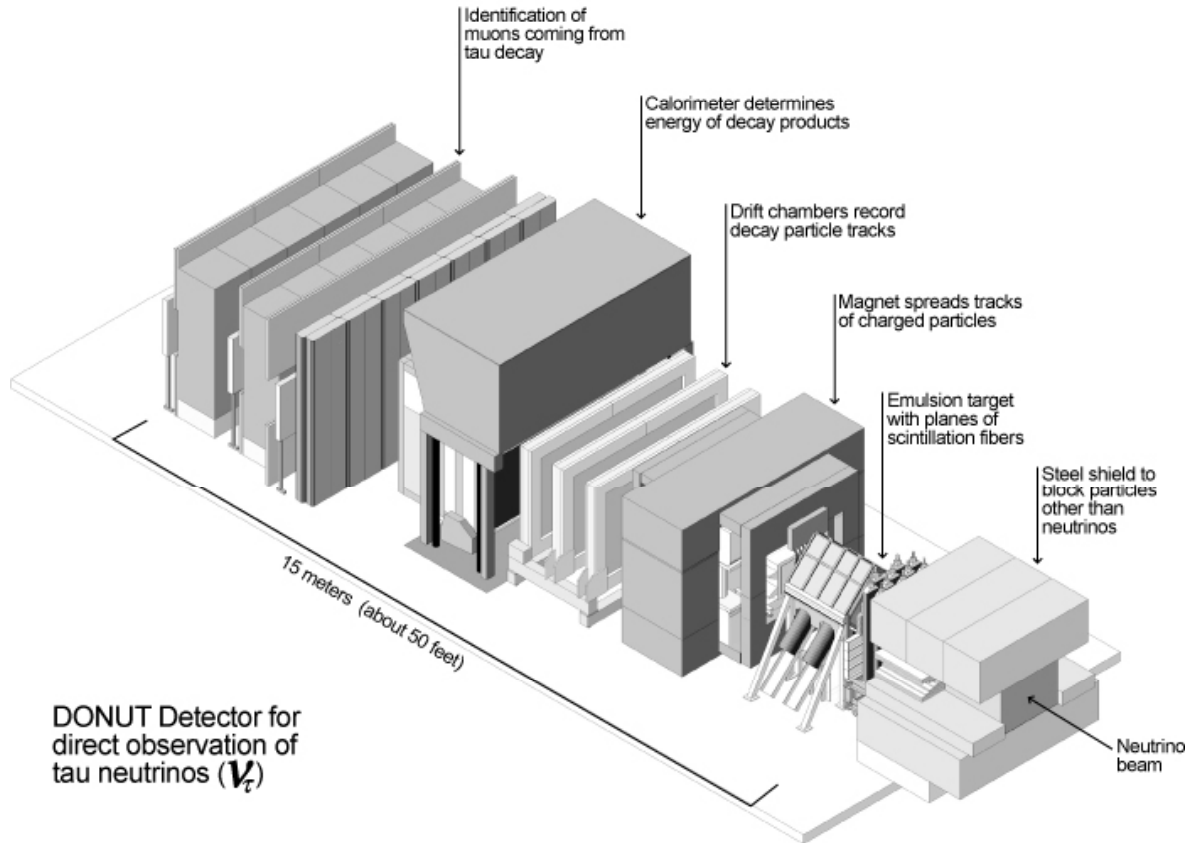 Identification of
muons coming from
tau decay
Calorimeter determines
energy of decay products
Drift chambers record
decay particle tracks
Magnet spreads tracks
of charged particles
Emulsion target
with planes of
scintillation fibers
Steel shield to
block particles
other than
neutrinos
15 meters (about 50 feet)
DONUT Detector for
direct observation of
tau neutrinos (ντ)
Neutrino
beam